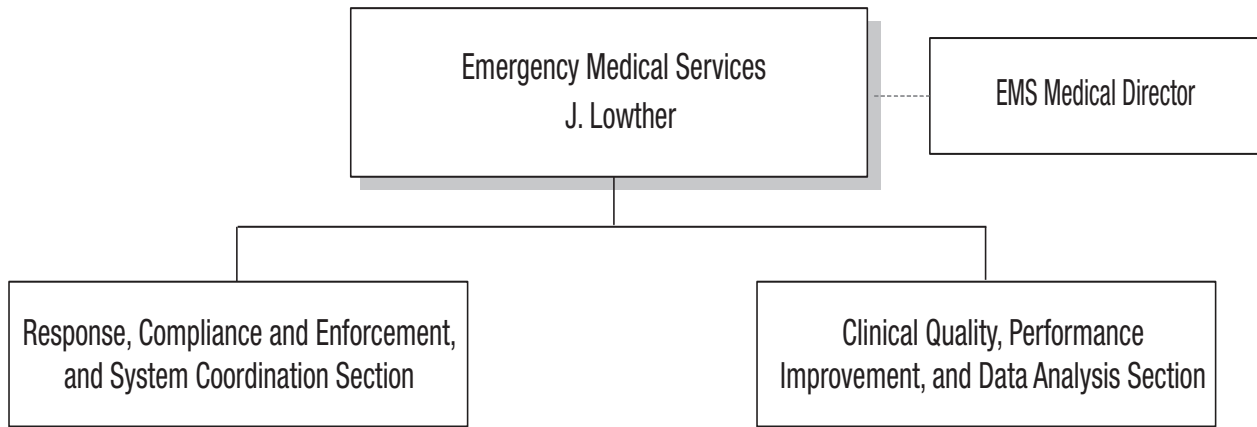 Emergency Medical Services
J. Lowther
EMS Medical Director
Response, Compliance and Enforcement,
and System Coordination Section
Clinical Quality, Performance
Improvement, and Data Analysis Section